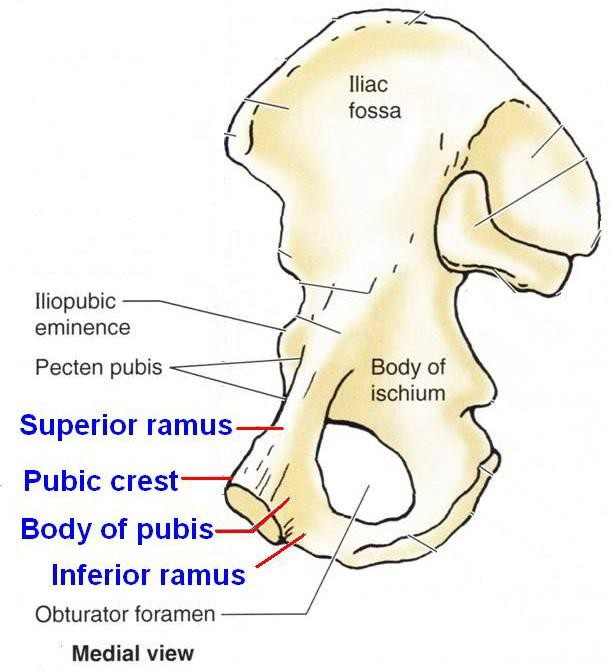 Iliac
fossa
Iliopubic
eminence
Pecten pubis
Body of
ischium
Superior ramus
Pubic crest
Body of pubis
Inferior ramus
Obturator foramen
Medial view